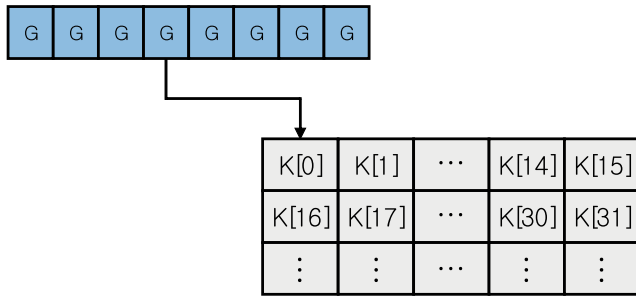 G G G G G G G G
K[0] K[1] ⋯ K[14] K[15]
K[16] K[17] ⋯ K[30] K[31]
⋮ ⋮ ⋯ ⋮ ⋮